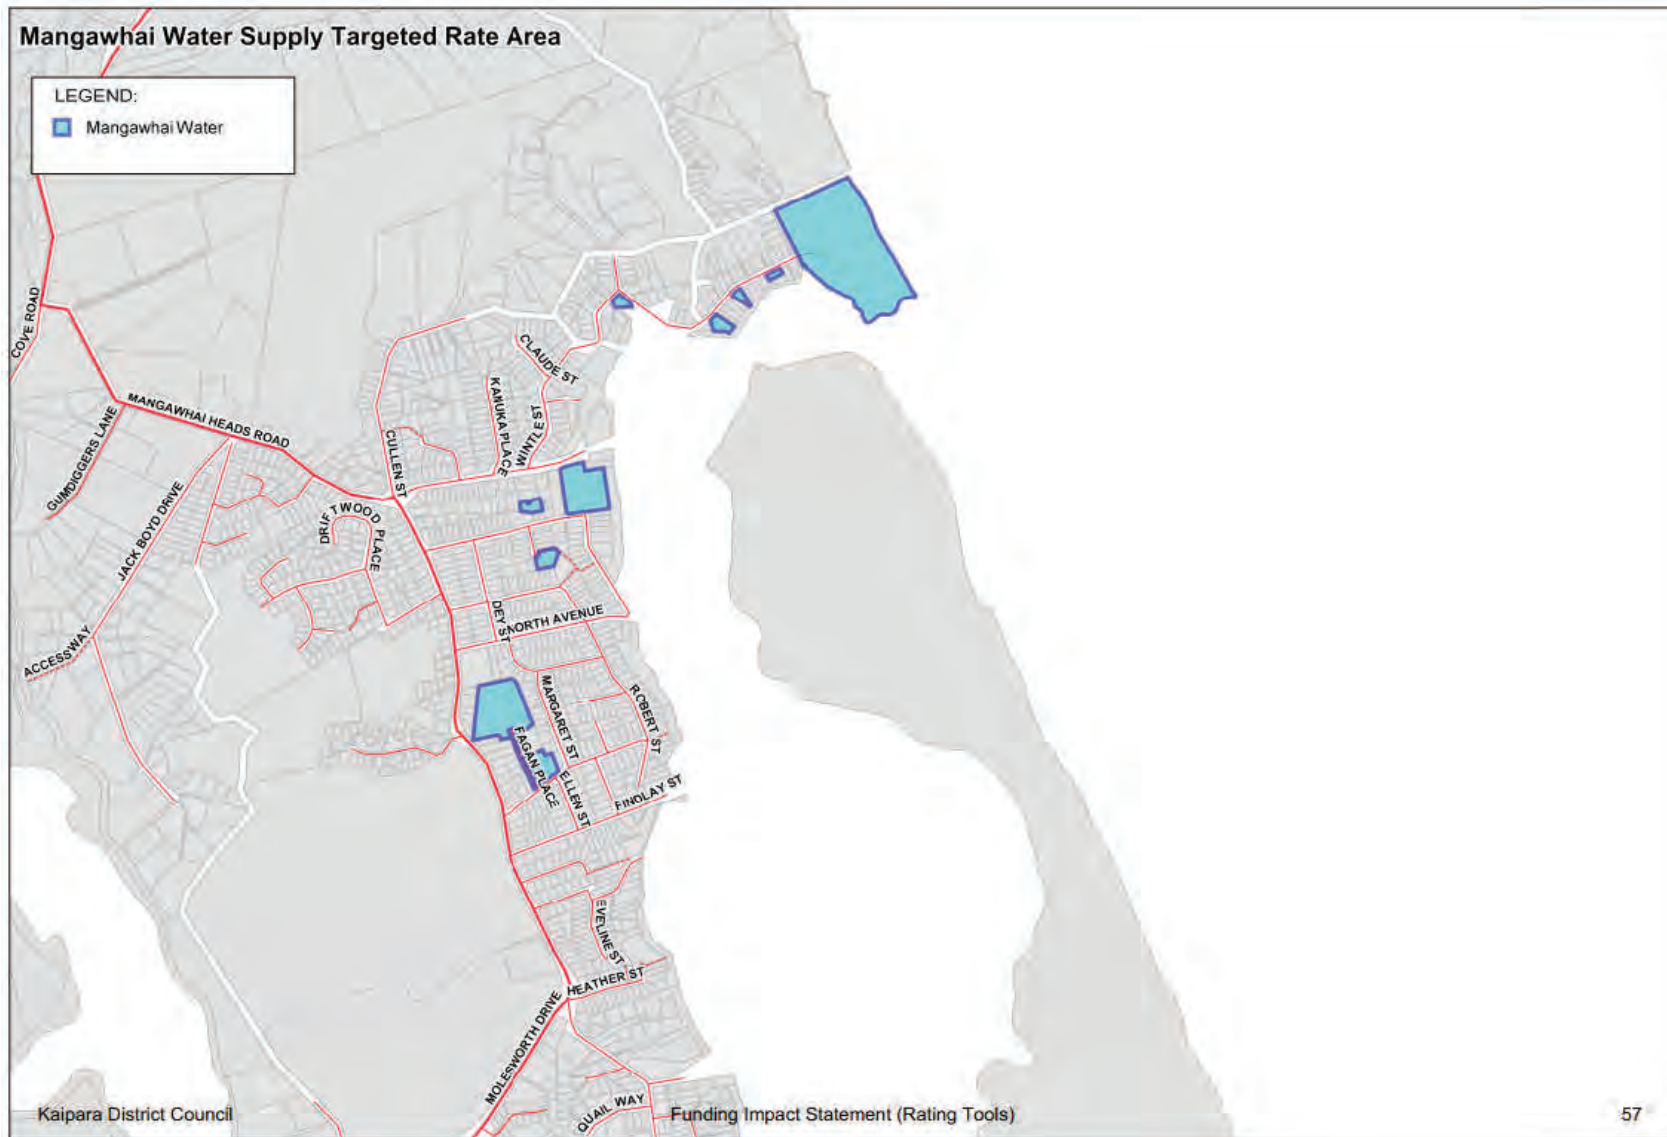 Mangawhai Water Supply Targeted Rate Area
LEGEND:
Mangawhai Water
COVE ROAD
MANGAWHAI HEADS ROAD
GUMDIGGERS LANE
JACK BOYD DRIVE
ACCESSWAY
DRIFTWOOD PLACE
CULLEN ST
KANUKA PLACE
WINTLE ST
CLAUDE ST
DEY ST
NORTH AVENUE
MARGARET ST
ROBERT ST
FAGAN PLACE
ELLEN ST
FINDLAY ST
EVELINE ST
HEATHER ST
MOLESWORTH DRIVE
QUAIL WAY
Kaipara District Council
Funding Impact Statement (Rating Tools)
57